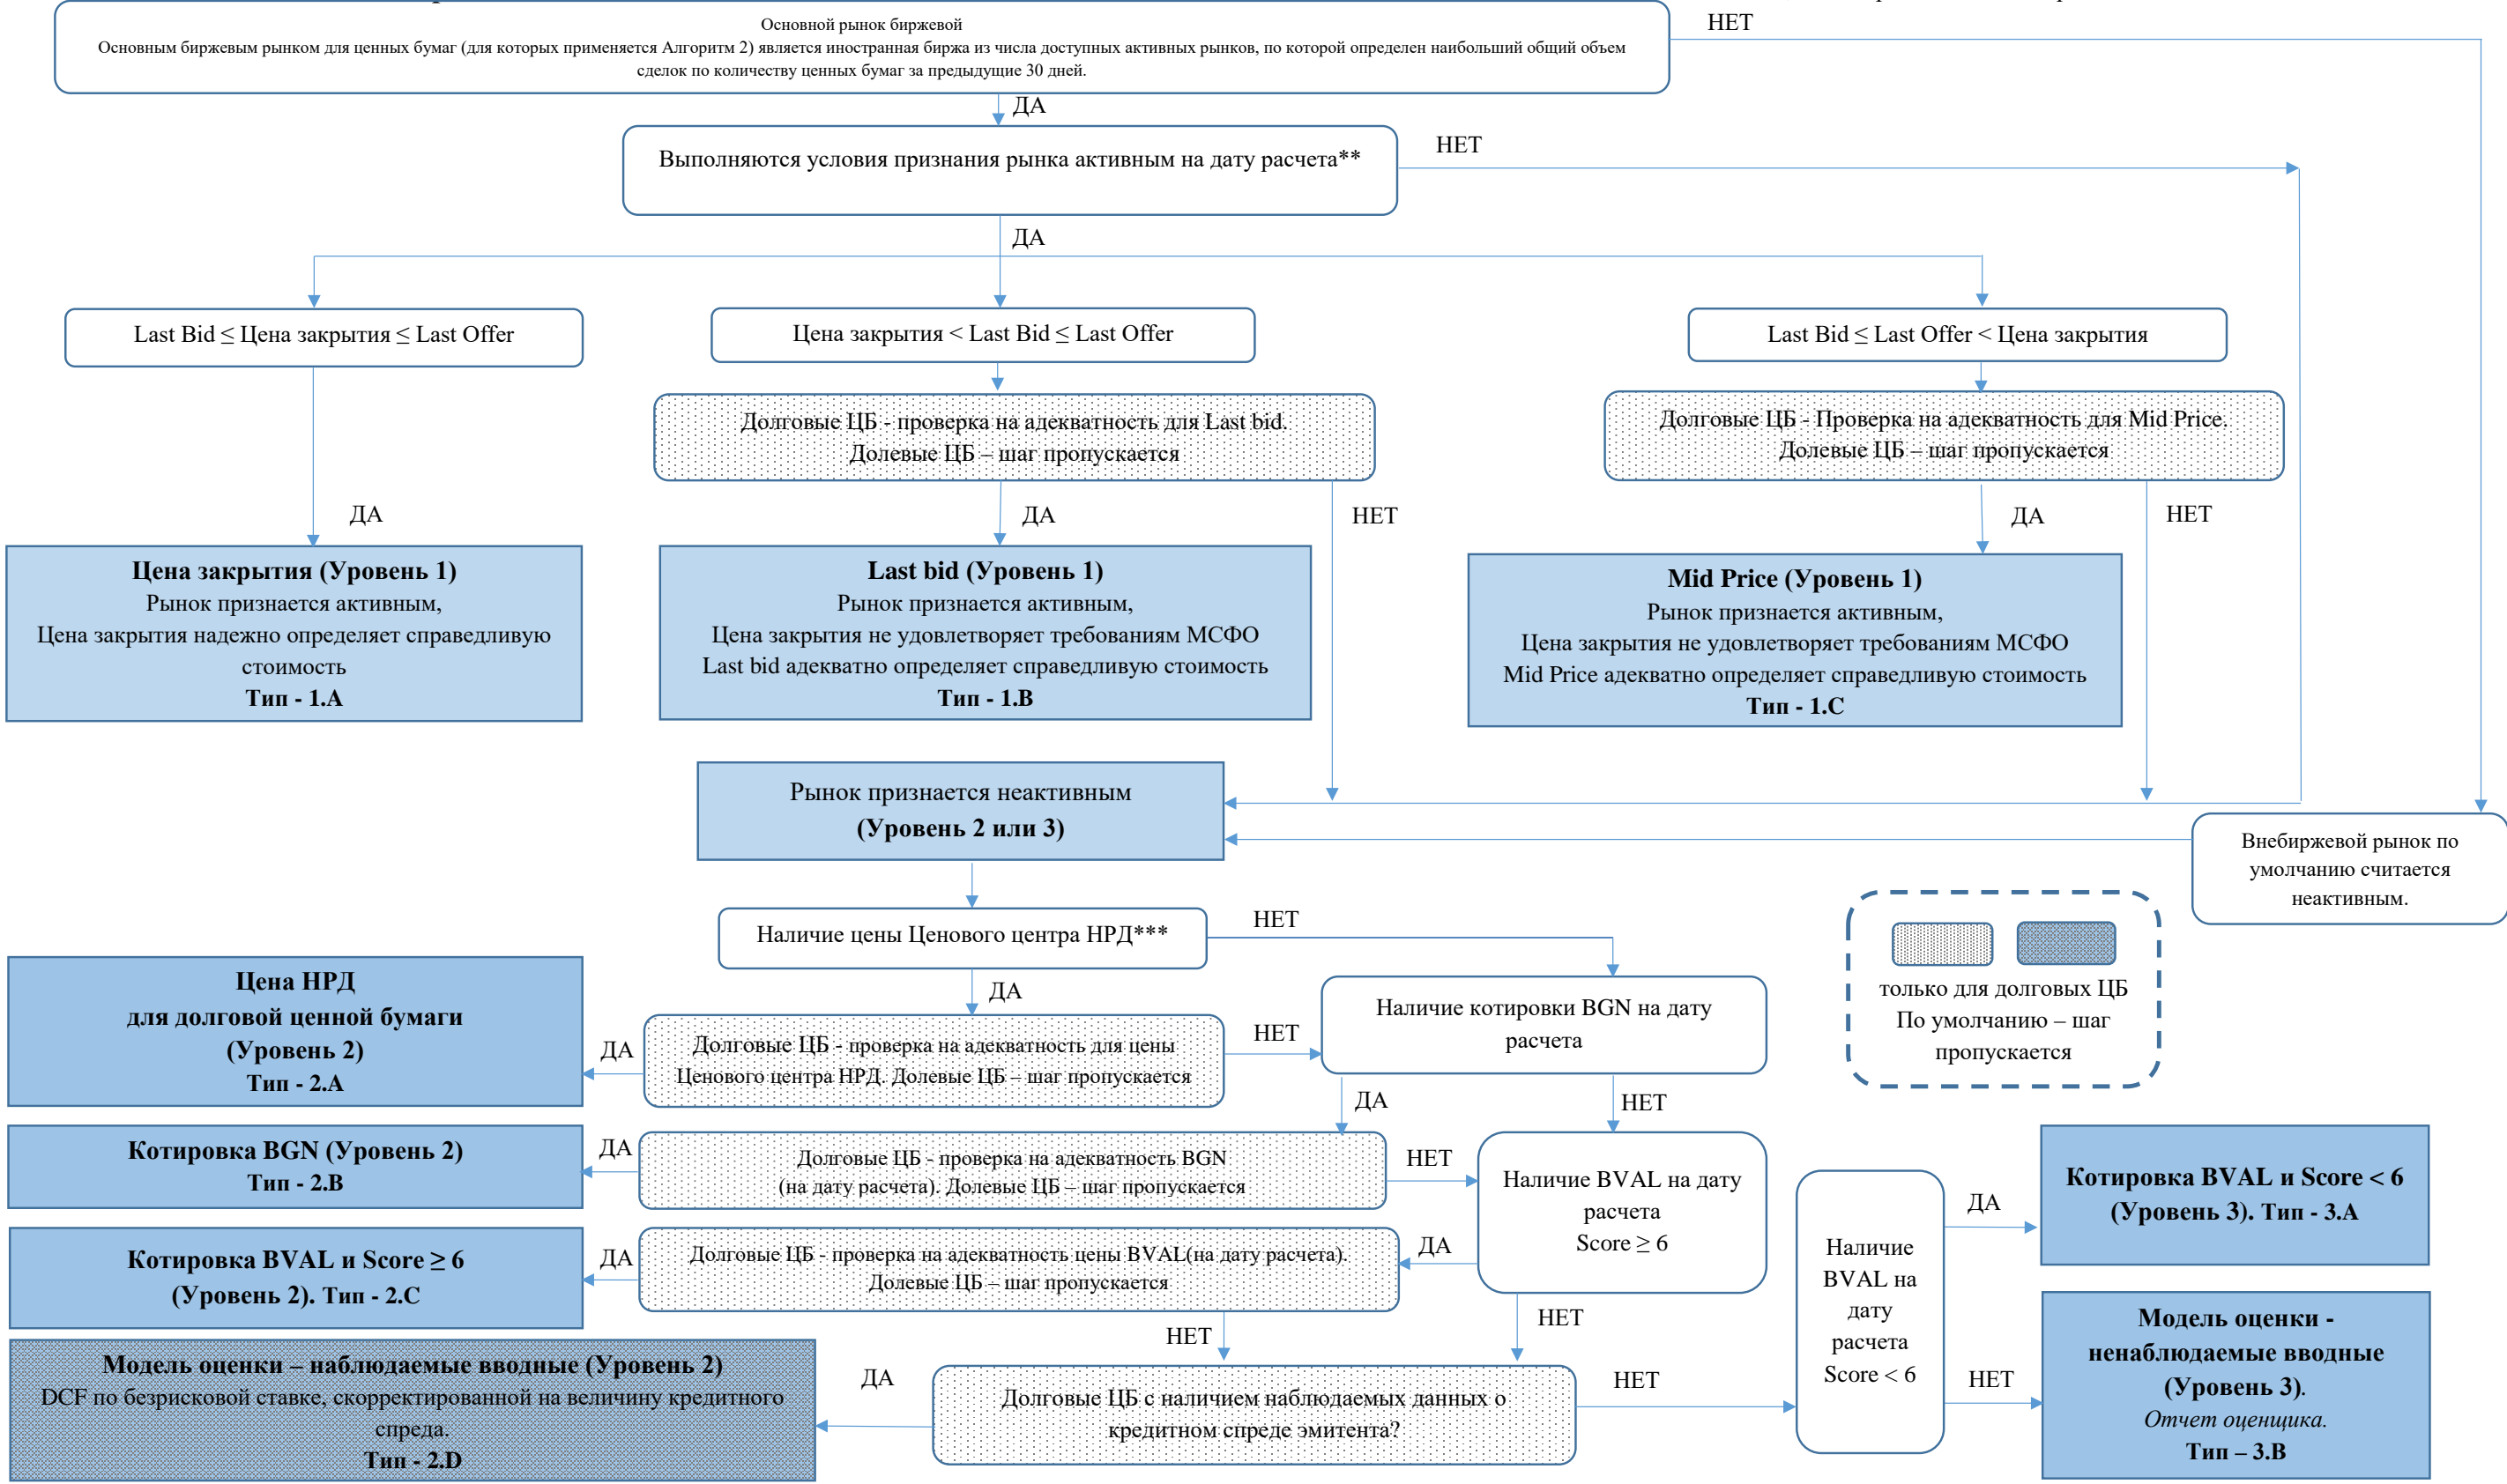 Основной рынок биржевой
Основным биржевым рынком для ценных бумаг (для которых применяется Алгоритм 2) является иностранная биржа из числа доступных активных рынков, по которой определен наибольший общий объем
сделок по количеству ценных бумаг за предыдущие 30 дней.
НЕТ
ДА
Выполняются условия признания рынка активным на дату расчета**
НЕТ
ДА
Last Bid ≤ Цена закрытия ≤ Last Offer
Цена закрытия < Last Bid ≤ Last Offer
Last Bid ≤ Last Offer < Цена закрытия
Долговые ЦБ - проверка на адекватность для Last bid.
Долевые ЦБ – шаг пропускается
Долговые ЦБ - Проверка на адекватность для Mid Price.
Долевые ЦБ – шаг пропускается
ДА
ДА
НЕТ
ДА
НЕТ
Цена закрытия (Уровень 1)
Рынок признается активным,
Цена закрытия надежно определяет справедливую
стоимость
Тип - 1.A
Last bid (Уровень 1)
Рынок признается активным,
Цена закрытия не удовлетворяет требованиям МСФО
Last bid адекватно определяет справедливую стоимость
Тип - 1.B
Mid Price (Уровень 1)
Рынок признается активным,
Цена закрытия не удовлетворяет требованиям МСФО
Mid Price адекватно определяет справедливую стоимость
Тип - 1.C
Рынок признается неактивным
(Уровень 2 или 3)
Внебиржевой рынок по
умолчанию считается
неактивным.
Наличие цены Ценового центра НРД***
НЕТ
ДА
только для долговых ЦБ
По умолчанию – шаг
пропускается
Цена НРД
для долговой ценной бумаги
(Уровень 2)
Тип - 2.A
ДА
Долговые ЦБ - проверка на адекватность для цены
Ценового центра НРД. Долевые ЦБ – шаг пропускается
НЕТ
Наличие котировки BGN на дату
расчета
ДА
НЕТ
Котировка BGN (Уровень 2)
Тип - 2.B
ДА
Долговые ЦБ - проверка на адекватность BGN
(на дату расчета). Долевые ЦБ – шаг пропускается
НЕТ
Наличие BVAL на дату
расчета
Score ≥ 6
Котировка BVAL и Score ≥ 6
(Уровень 2). Тип - 2.C
ДА
Долговые ЦБ - проверка на адекватность цены BVAL(на дату расчета).
Долевые ЦБ – шаг пропускается
ДА
НЕТ
НЕТ
Модель оценки – наблюдаемые вводные (Уровень 2)
DCF по безрисковой ставке, скорректированной на величину кредитного
спреда.
Тип - 2.D
ДА
Долговые ЦБ с наличием наблюдаемых данных о
кредитном спреде эмитента?
НЕТ
Наличие
BVAL на
дату
расчета
Score < 6
ДА
Котировка BVAL и Score < 6
(Уровень 3). Тип - 3.A
НЕТ
Модель оценки -
ненаблюдаемые вводные
(Уровень 3).
Отчет оценщика.
Тип – 3.B